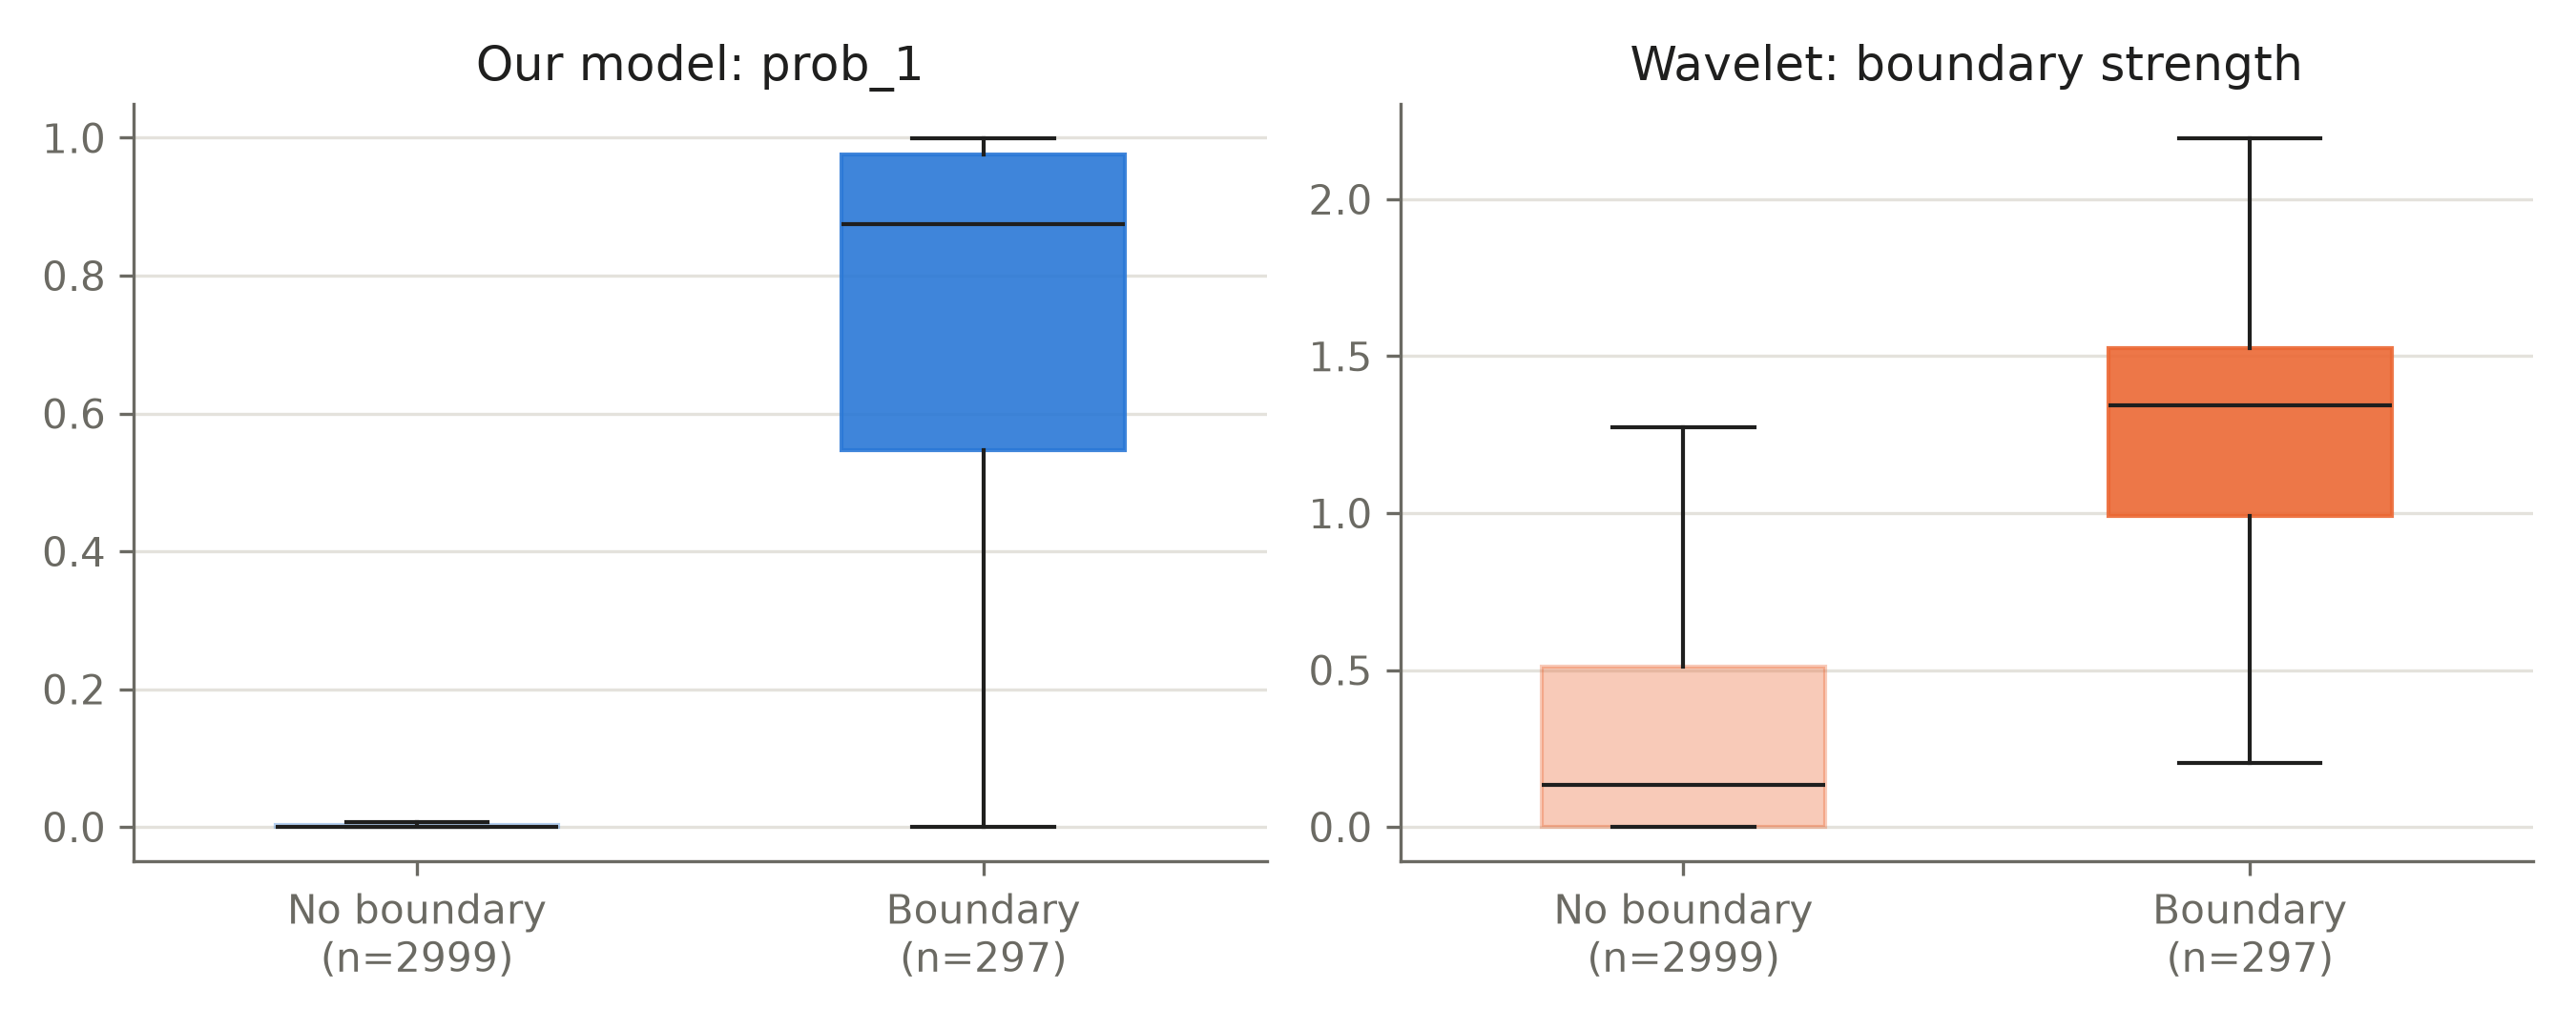 Our model: prob_1
1.0
0.8
0.6
0.4
0.2
0.0
No boundary
(n=2999)
Boundary
(n=297)
Wavelet: boundary strength
2.0
1.5
1.0
0.5
0.0
No boundary
(n=2999)
Boundary
(n=297)